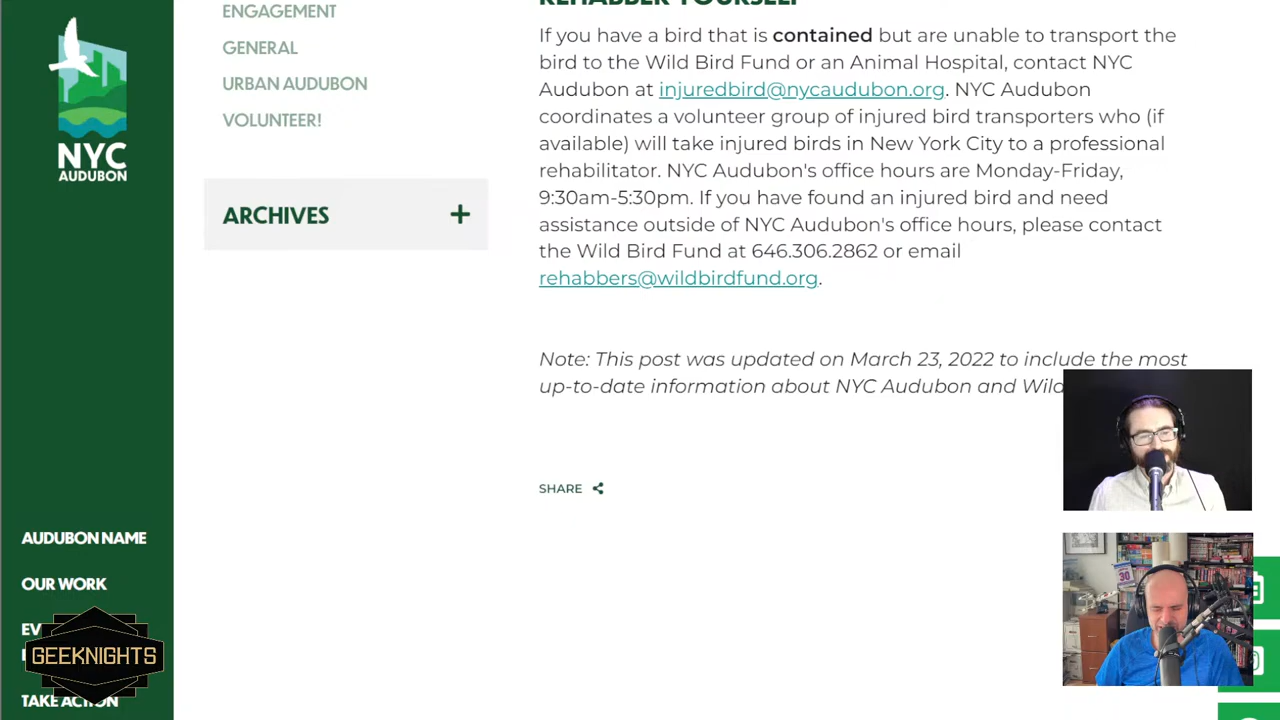 NYC
AUDUBON
ENGAGEMENT
GENERAL
URBAN AUDUBON
VOLUNTEER!
ARCHIVES +
REHABBER YOURSELF
If you have a bird that is contained but are unable to transport the
bird to the Wild Bird Fund or an Animal Hospital, contact NYC
Audubon at injuredbird@nycaudubon.org. NYC Audubon
coordinates a volunteer group of injured bird transporters who (if
available) will take injured birds in New York City to a professional
rehabilitator. NYC Audubon's office hours are Monday-Friday,
9:30am-5:30pm. If you have found an injured bird and need
assistance outside of NYC Audubon's office hours, please contact
the Wild Bird Fund at 646.306.2862 or email
rehabbers@wildbirdfund.org.
Note: This post was updated on March 23, 2022 to include the most
up-to-date information about NYC Audubon and Wild
SHARE
AUDUBON NAME
OUR WORK
EV
GEEKNIGHTS
TAKE ACTION
30